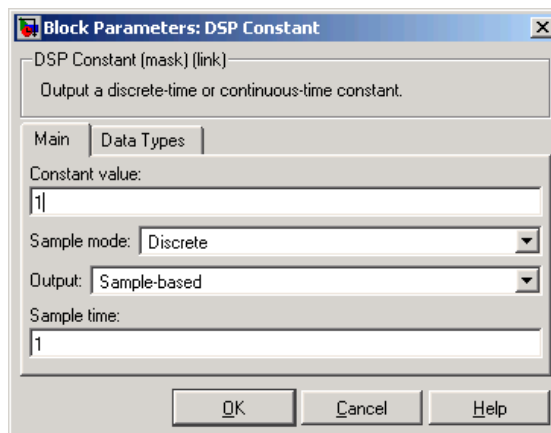 Block Parameters: DSP Constant
DSP Constant (mask) (link)
Output a discrete-time or continuous-time constant.
Main Data Types
Constant value:
1
Sample mode: Discrete
Output: Sample-based
Sample time:
1
OK Cancel Help